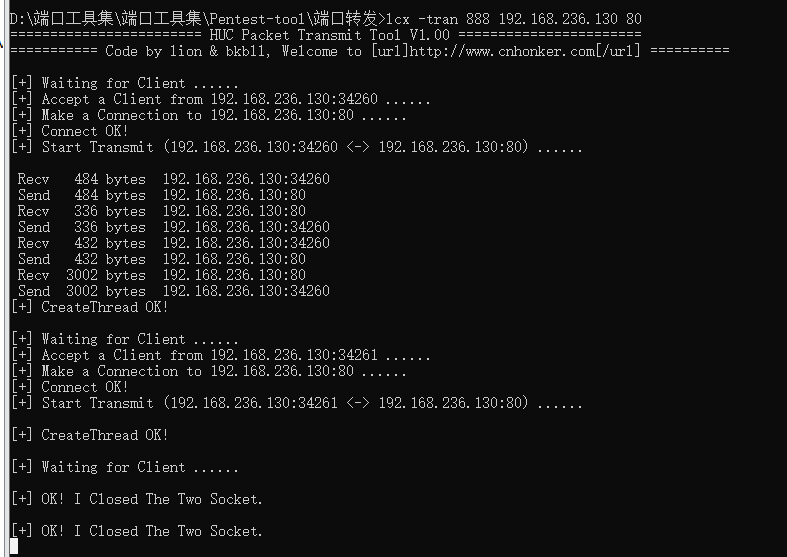 D:\端口工具集\端口工具集\Pentest-tool\端口转发>lcx -tran 888 192.168.236.130 80
======================== HUC Packet Transmit Tool V1.00 =======================
=========== Code by lion & bkbll, Welcome to [url]http://www.cnhonker.com[/url] ==========
[+] Waiting for Client ......
[+] Accept a Client from 192.168.236.130:34260 ......
[+] Make a Connection to 192.168.236.130:80 ......
[+] Connect OK!
[+] Start Transmit (192.168.236.130:34260 <-> 192.168.236.130:80) ......
Recv   484 bytes  192.168.236.130:34260
Send   484 bytes  192.168.236.130:80
Recv   336 bytes  192.168.236.130:80
Send   336 bytes  192.168.236.130:34260
Recv   432 bytes  192.168.236.130:34260
Send   432 bytes  192.168.236.130:80
Recv  3002 bytes  192.168.236.130:80
Send  3002 bytes  192.168.236.130:34260
[+] CreateThread OK!
[+] Waiting for Client ......
[+] Accept a Client from 192.168.236.130:34261 ......
[+] Make a Connection to 192.168.236.130:80 ......
[+] Connect OK!
[+] Start Transmit (192.168.236.130:34261 <-> 192.168.236.130:80) ......
[+] CreateThread OK!
[+] Waiting for Client ......
[+] OK! I Closed The Two Socket.
[+] OK! I Closed The Two Socket.